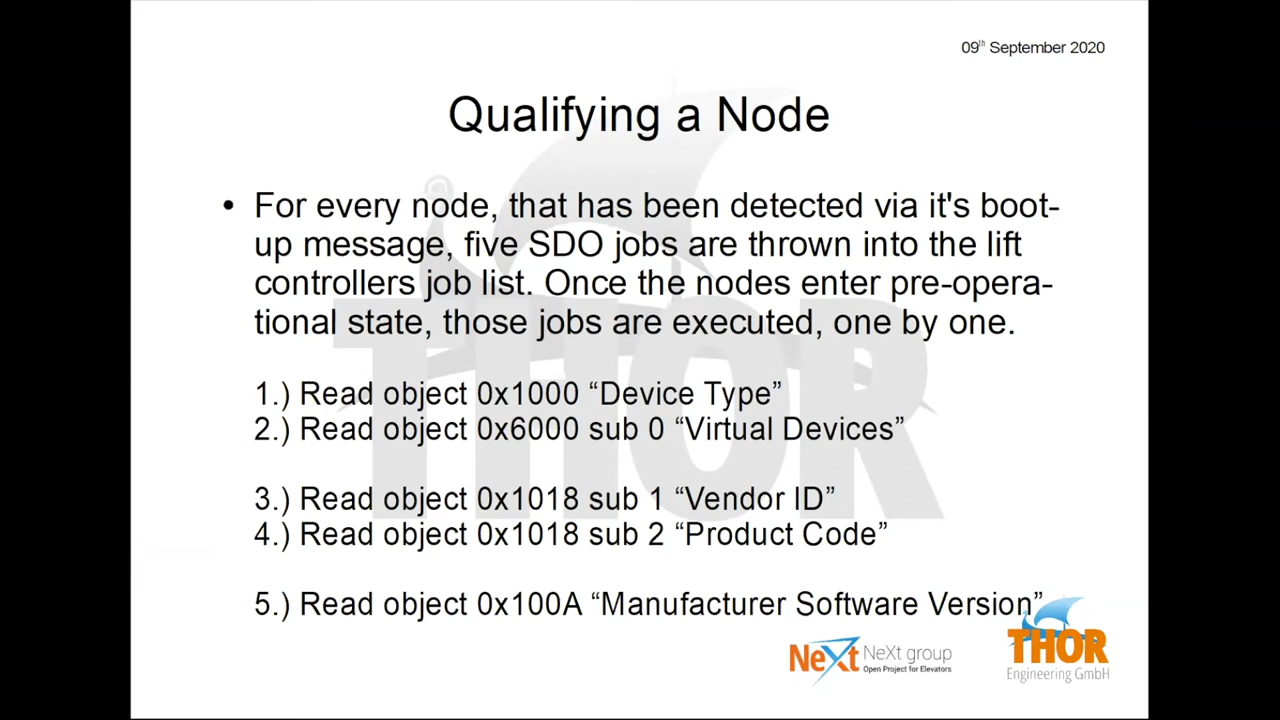 09th September 2020
Qualifying a Node
• For every node, that has been detected via it's boot-
up message, five SDO jobs are thrown into the lift
controllers job list. Once the nodes enter pre-opera-
tional state, those jobs are executed, one by one.
1.) Read object 0x1000 “Device Type”
2.) Read object 0x6000 sub 0 “Virtual Devices”
3.) Read object 0x1018 sub 1 “Vendor ID”
4.) Read object 0x1018 sub 2 “Product Code”
5.) Read object 0x100A “Manufacturer Software Version”
THOR
NeXt NeXt group
Open Project for Elevators
THOR
Engineering GmbH